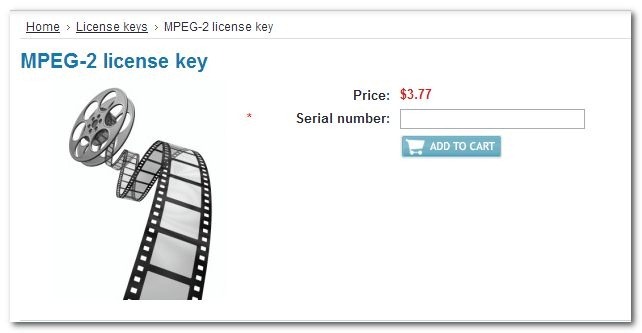 Home › License keys › MPEG-2 license key
MPEG-2 license key
Price: $3.77
* Serial number:
ADD TO CART